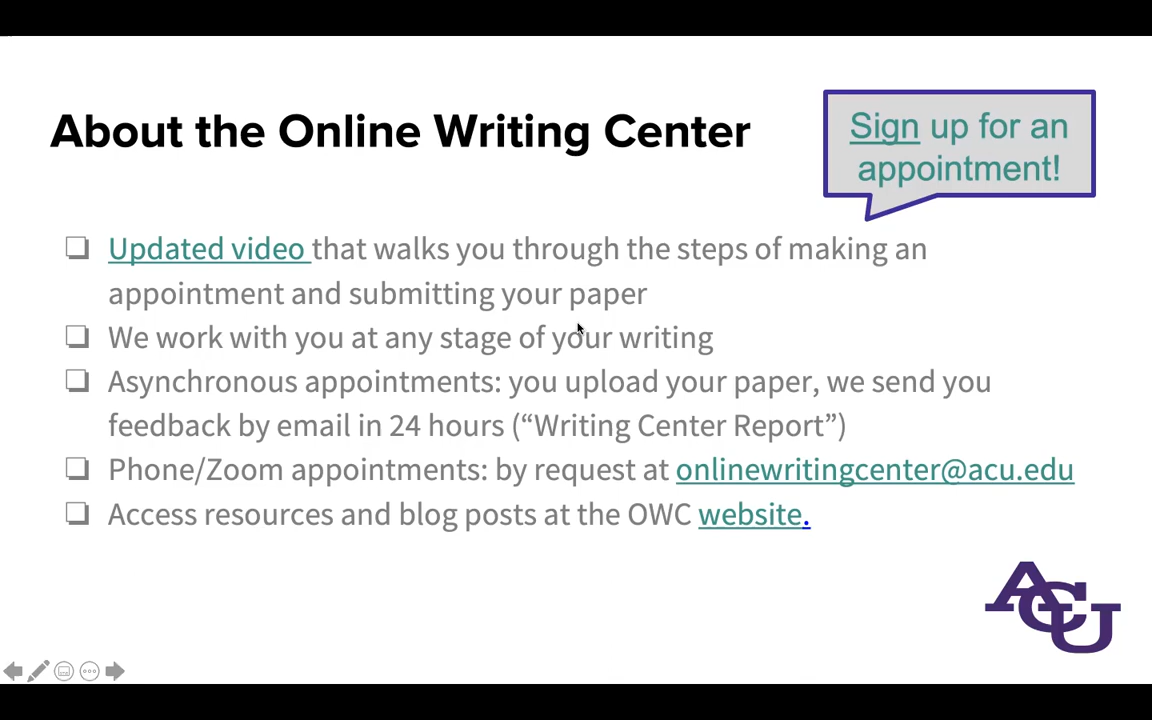 About the Online Writing Center
Sign up for an
appointment!
Updated video that walks you through the steps of making an
appointment and submitting your paper
We work with you at any stage of your writing
Asynchronous appointments: you upload your paper, we send you
feedback by email in 24 hours (“Writing Center Report”)
Phone/Zoom appointments: by request at onlinewritingcenter@acu.edu
Access resources and blog posts at the OWC website.
ACU